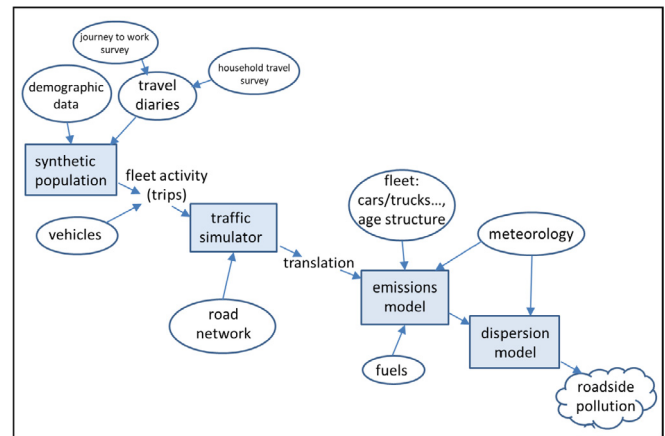 journey to work
survey
household travel
survey
demographic
data
travel
diaries
synthetic
population
fleet activity
(trips)
vehicles
traffic
simulator
translation
road
network
fleet:
cars/trucks...,
age structure
meteorology
emissions
model
fuels
dispersion
model
roadside
pollution